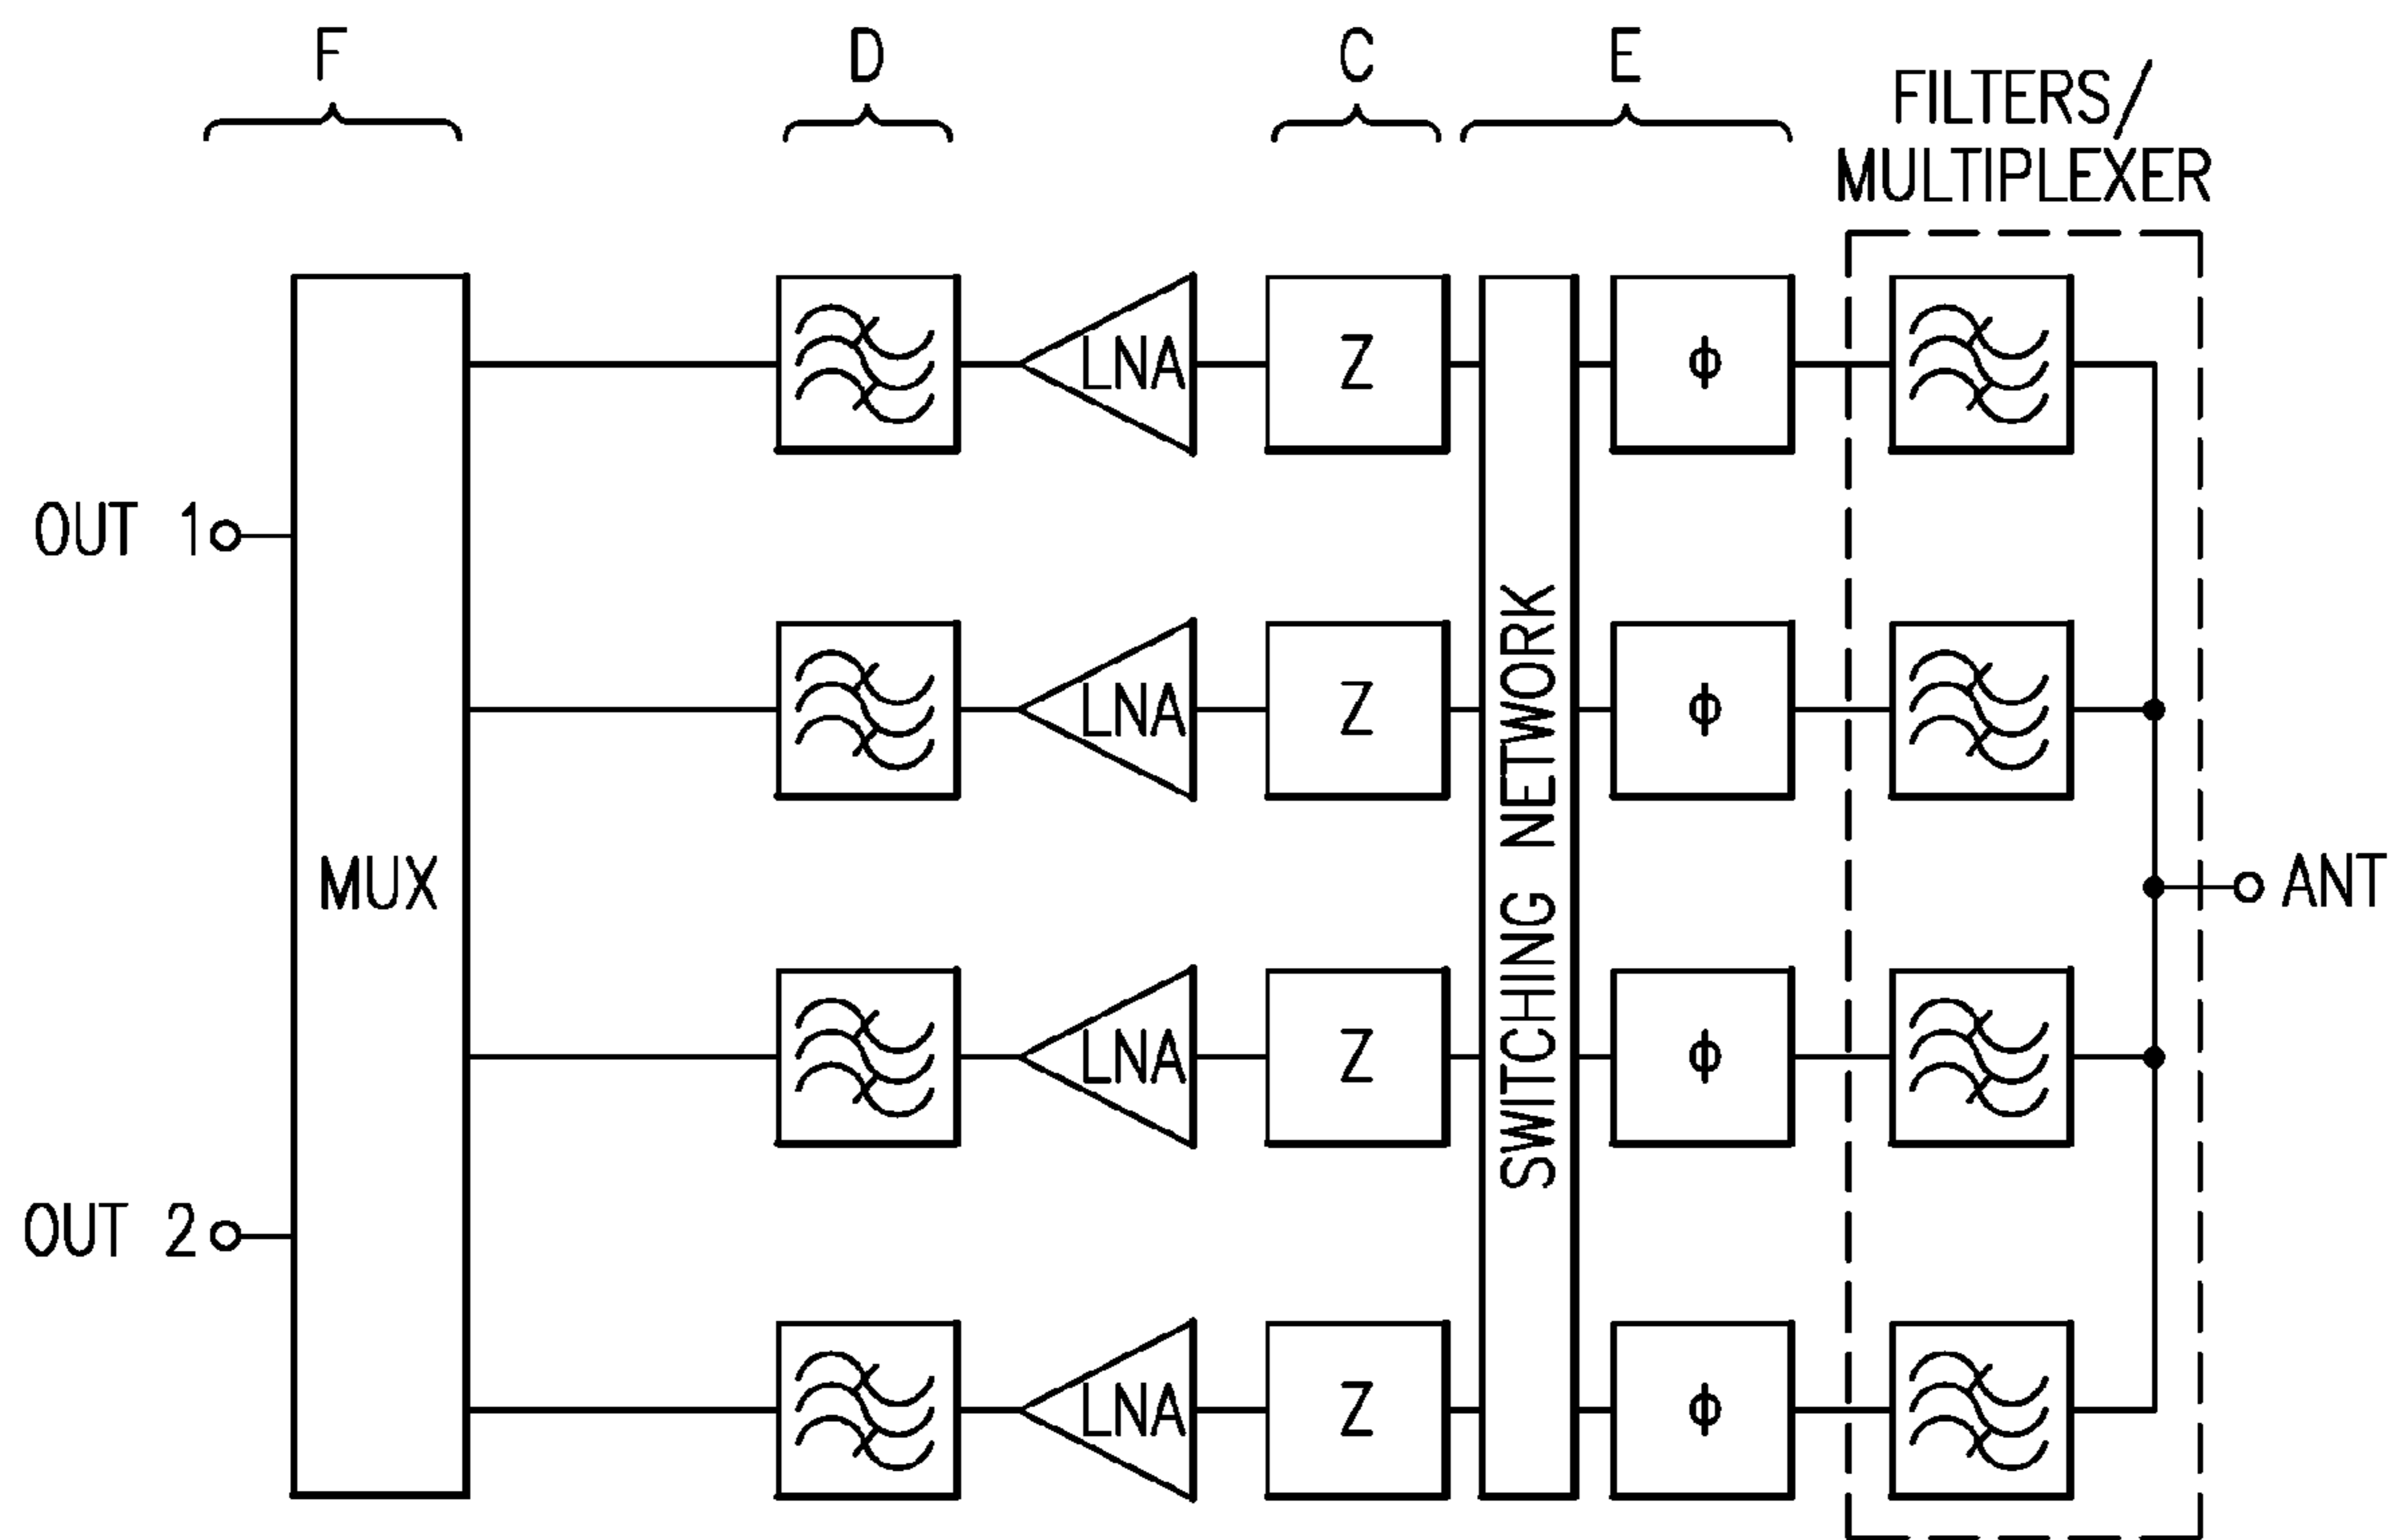 F
D
C
E
FILTERS/
MULTIPLEXER
LNA
Z
ϕ
OUT 1
LNA
Z
ϕ
MUX
SWITCHING NETWORK
ANT
LNA
Z
ϕ
OUT 2
LNA
Z
ϕ